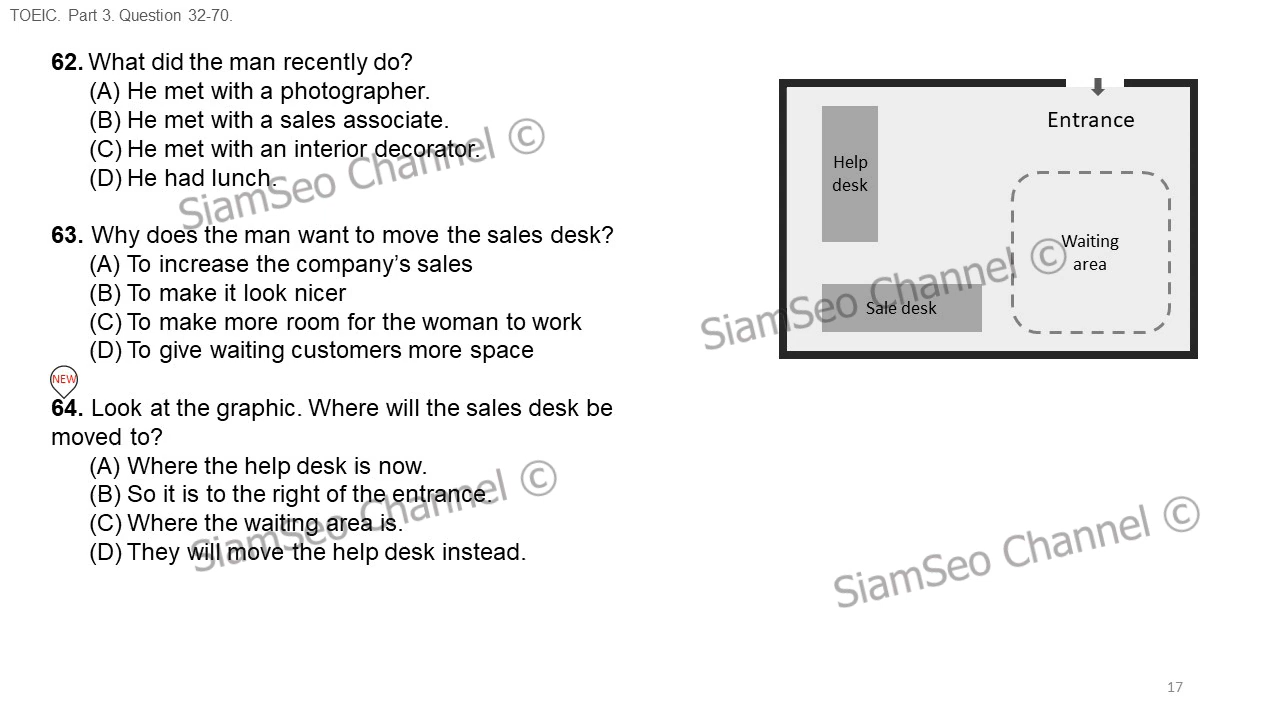 TOEIC. Part 3. Question 32-70.
62. What did the man recently do?
(A) He met with a photographer.
(B) He met with a sales associate.
(C) He met with an interior decorator.
(D) He had lunch.
63. Why does the man want to move the sales desk?
(A) To increase the company’s sales
(B) To make it look nicer
(C) To make more room for the woman to work
(D) To give waiting customers more space
NEW
64. Look at the graphic. Where will the sales desk be
moved to?
(A) Where the help desk is now.
(B) So it is to the right of the entrance.
(C) Where the waiting area is.
(D) They will move the help desk instead.
Entrance
Help
desk
Waiting
area
Sale desk
SiamSeo Channel ©
SiamSeo Channel ©
SiamSeo Channel ©
SiamSeo Channel ©
17